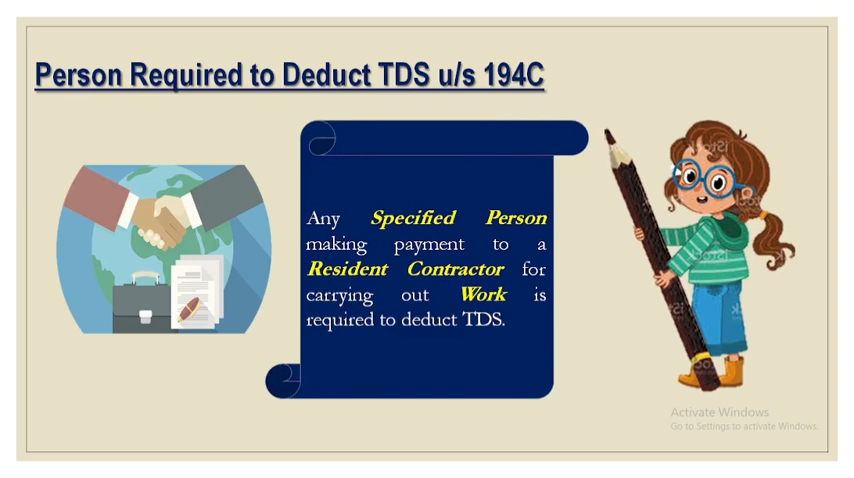 Person Required to Deduct TDS u/s 194C
Any Specified Person
making payment to a
Resident Contractor for
carrying out Work is
required to deduct TDS.
Activate Windows
Go to Settings to activate Windows.